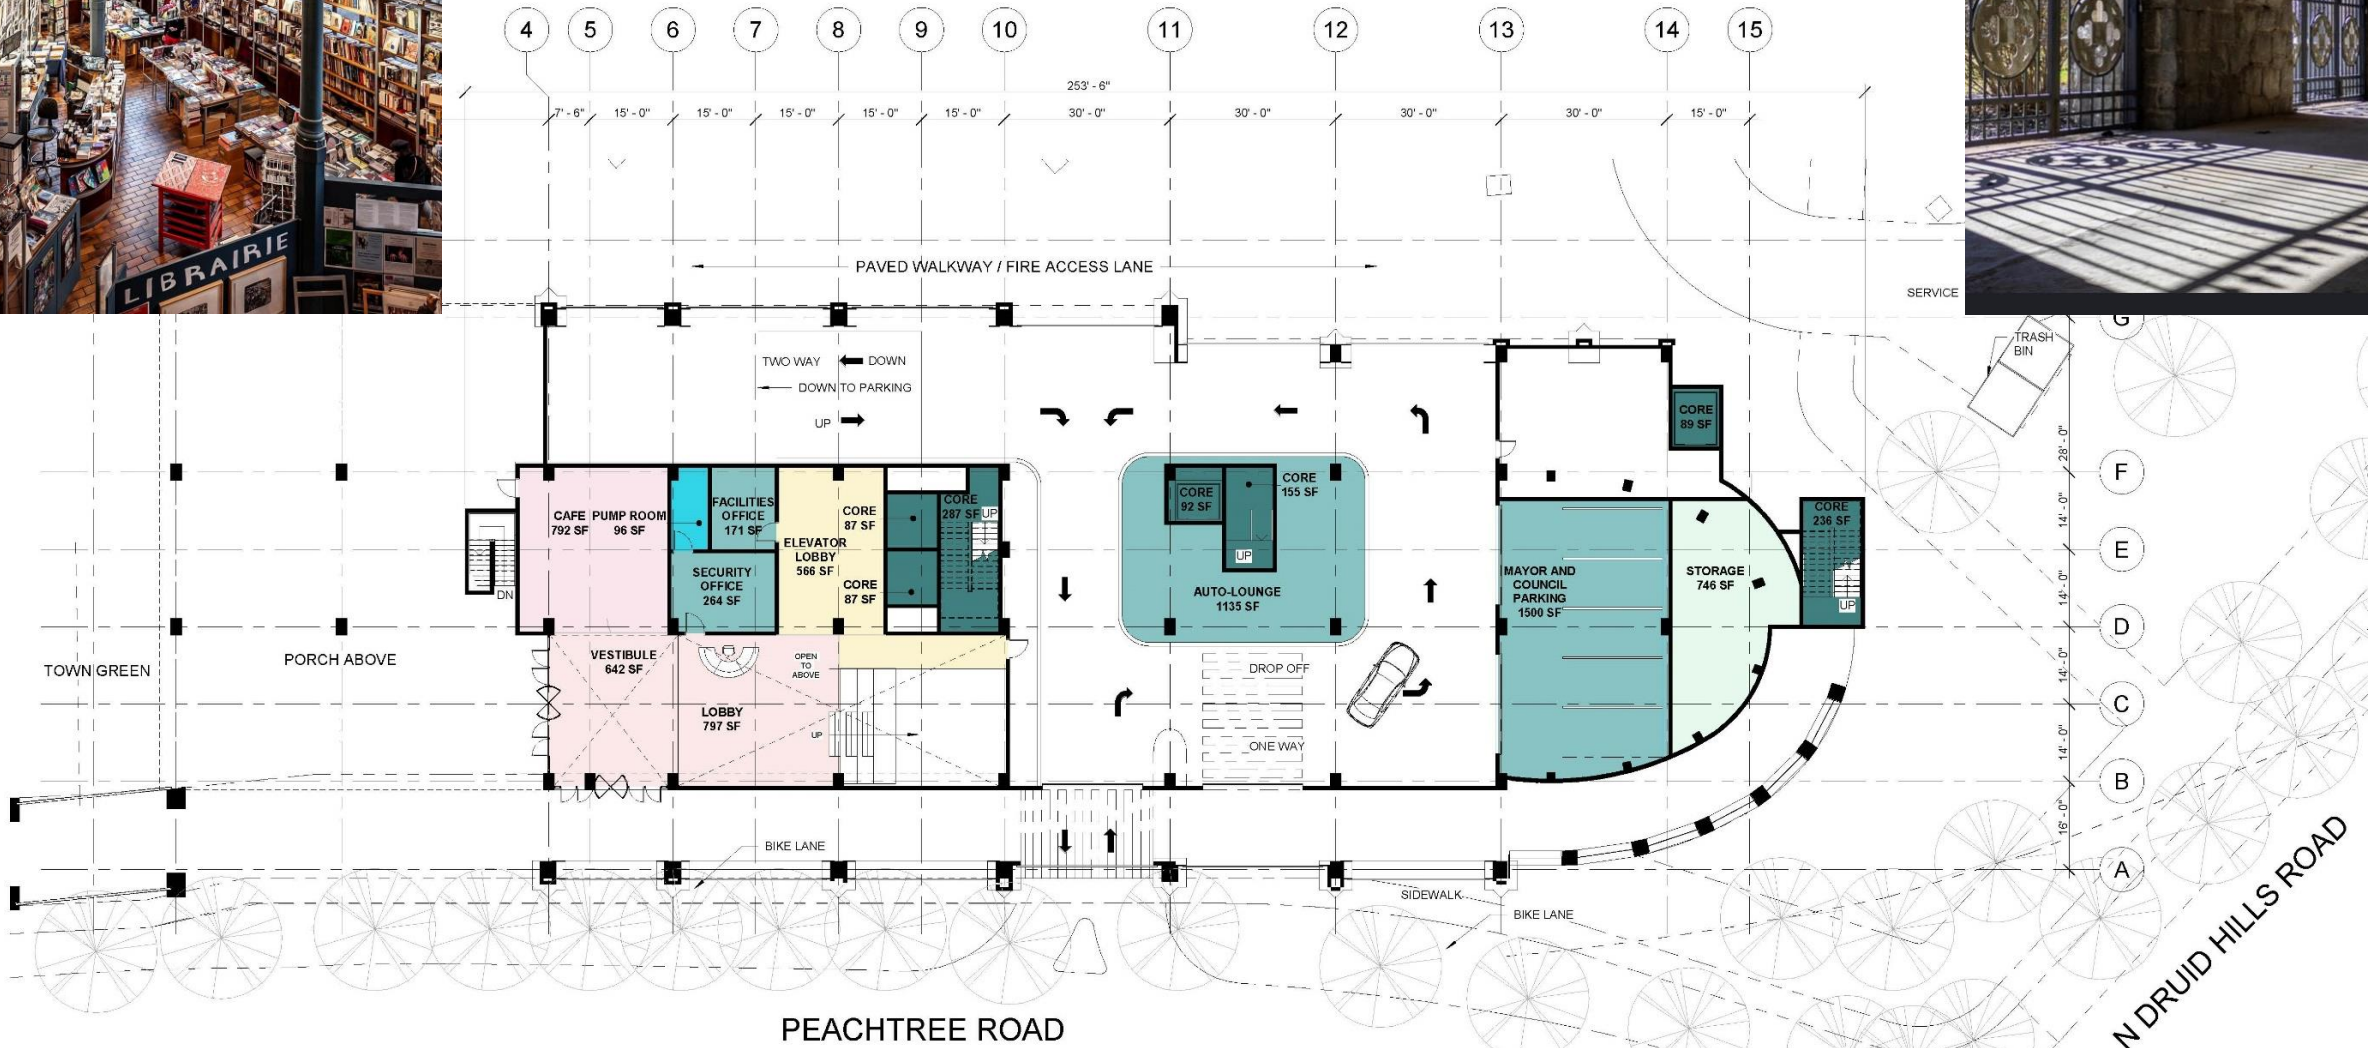 4
5
6
7
8
9
10
11
12
13
14
15
253' - 6"
7' - 6"
15' - 0"
15' - 0"
15' - 0"
15' - 0"
15' - 0"
30' - 0"
30' - 0"
30' - 0"
30' - 0"
15' - 0"
LIBRAIRIE
PAVED WALKWAY / FIRE ACCESS LANE
SERVICE
TRASH
BIN
G
TWO WAY
DOWN
DOWN TO PARKING
UP
CORE
89 SF
28' - 0"
F
CAFE
792 SF
PUMP ROOM
96 SF
FACILITIES
OFFICE
171 SF
CORE
87 SF
CORE
287 SF
UP
CORE
92 SF
CORE
155 SF
UP
CORE
236 SF
UP
14' - 0"
E
ELEVATOR
LOBBY
566 SF
CORE
87 SF
SECURITY
OFFICE
264 SF
DN
AUTO-LOUNGE
1135 SF
MAYOR AND
COUNCIL
PARKING
1500 SF
STORAGE
746 SF
14' - 0"
D
TOWN GREEN
PORCH ABOVE
VESTIBULE
642 SF
OPEN
TO
ABOVE
DROP OFF
14' - 0"
LOBBY
797 SF
UP
C
ONE WAY
14' - 0"
B
BIKE LANE
16' - 0"
A
SIDEWALK
BIKE LANE
PEACHTREE ROAD
N DRUID HILLS ROAD